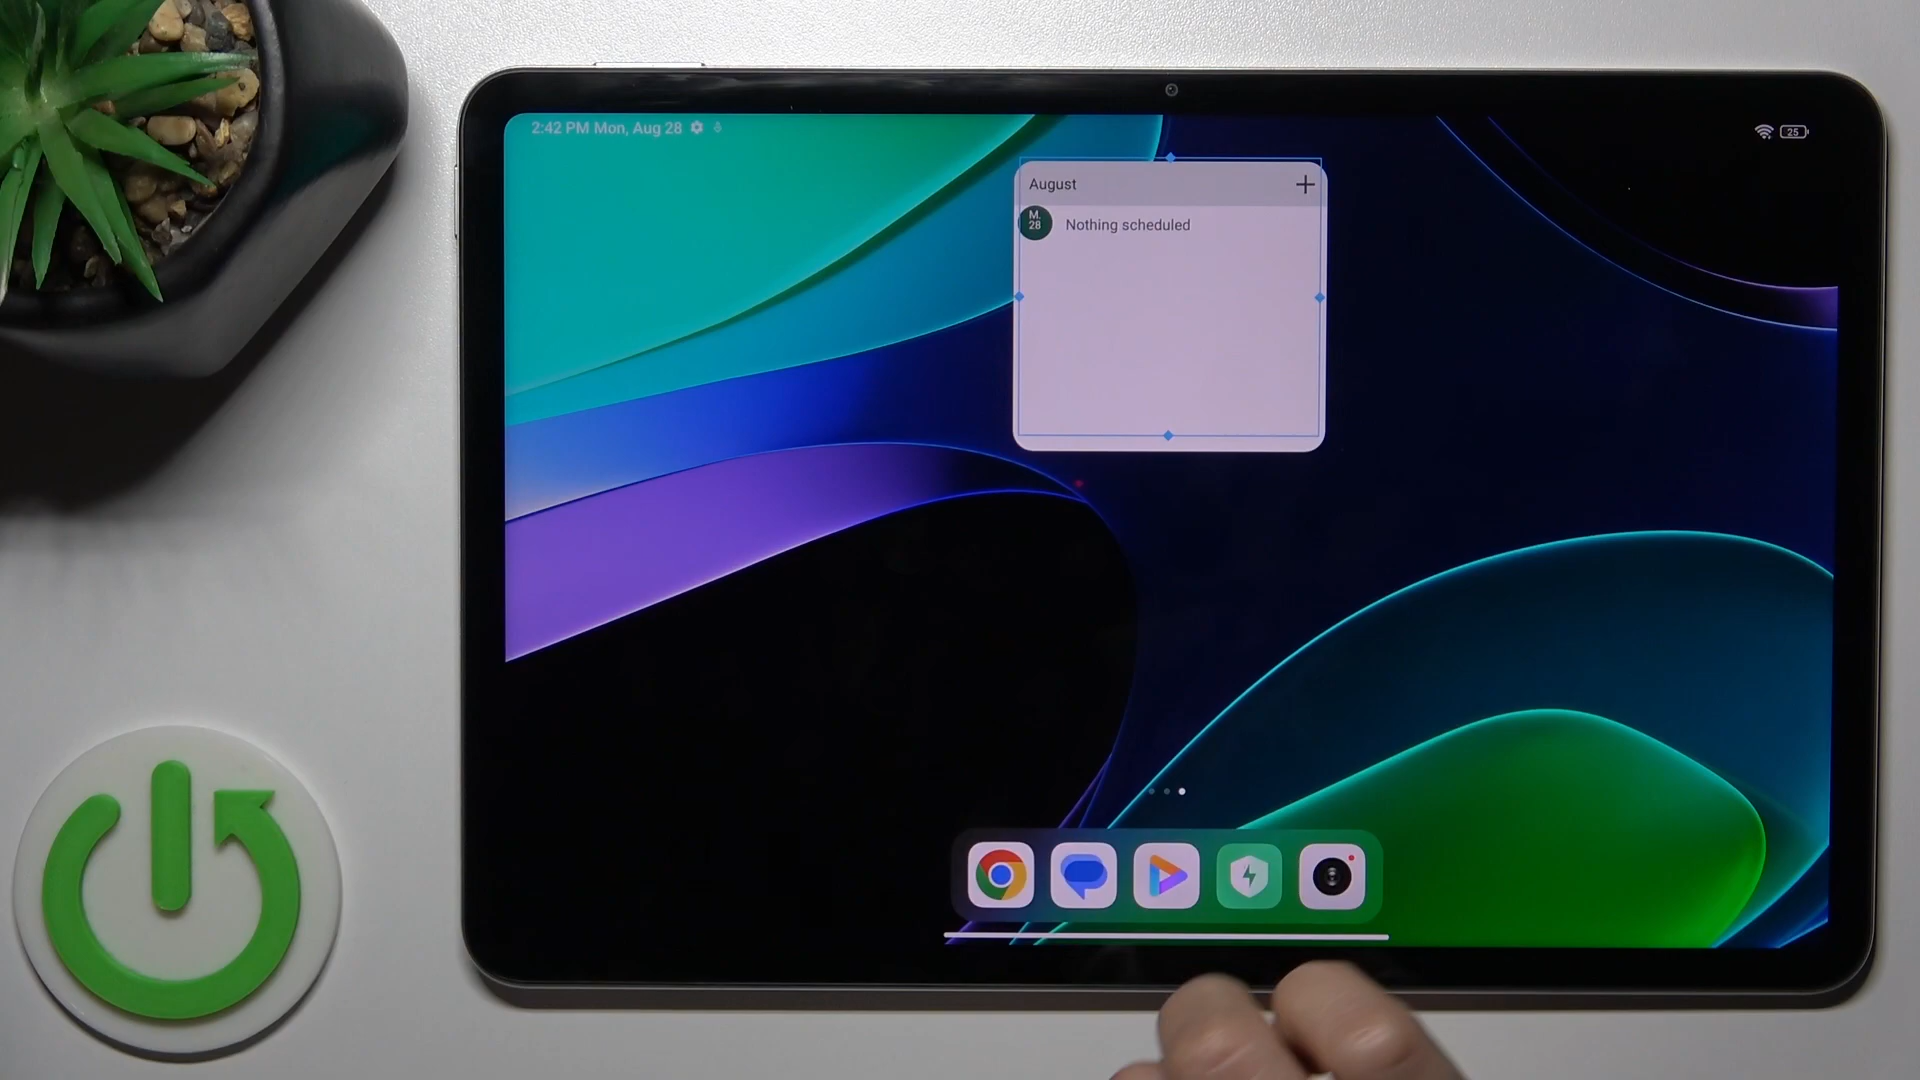 2:42 PM Mon, Aug 28
25
August
+
M.
28
Nothing scheduled